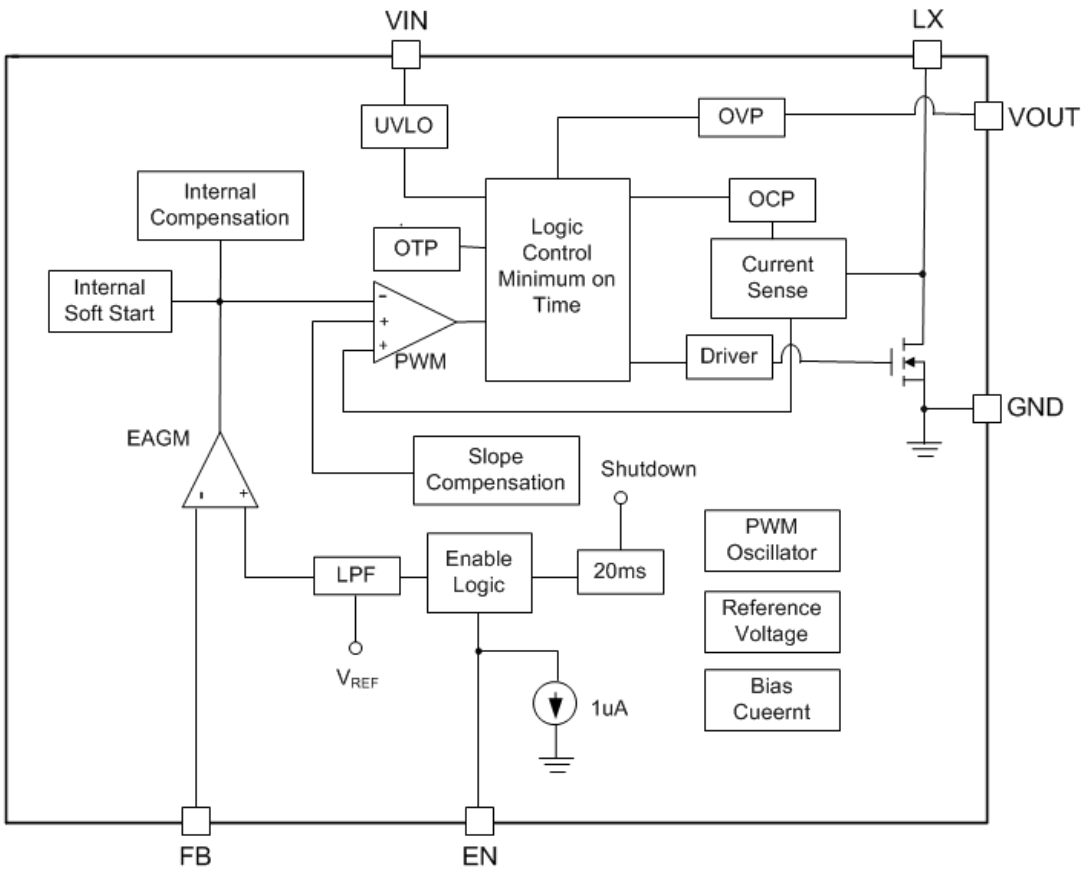 VIN
LX
UVLO
OVP
VOUT
Internal
Compensation
OCP
Logic
Control
Minimum on
Time
OTP
Current
Sense
Internal
Soft Start
-
+
+
PWM
Driver
GND
EAGM
Slope
Compensation
Shutdown
-
+
PWM
Oscillator
Enable
Logic
LPF
20ms
Reference
Voltage
VREF
1uA
Bias
Cueernt
FB
EN